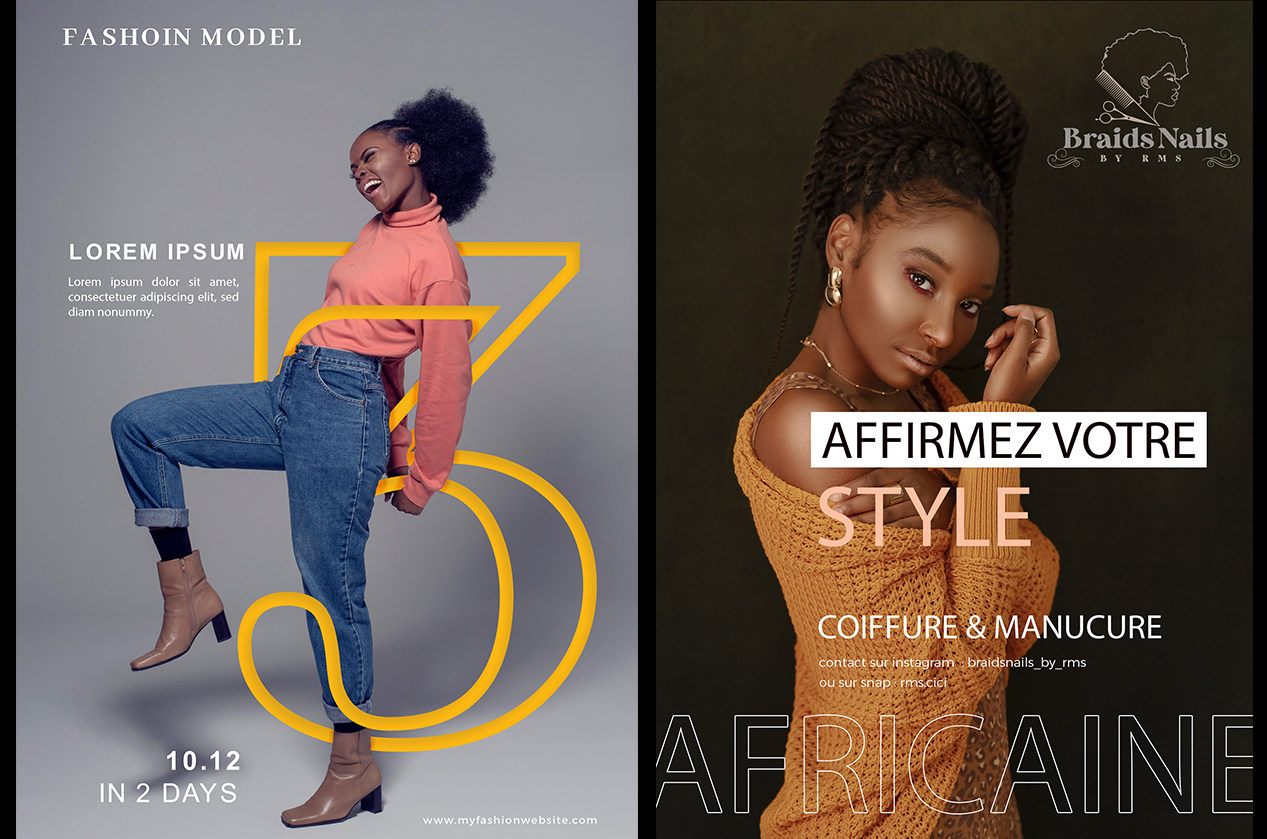 FASHOIN MODEL
LOREM IPSUM
Lorem ipsum dolor sit amet,
consectetuer adipiscing elit, sed
diam nonummy.
3
10.12
IN 2 DAYS
www.myfashionwebsite.com
Braids Nails
BY RMS
AFFIRMEZ VOTRE
STYLE
COIFFURE & MANUCURE
contact sur instagram : braidsnails_by_rms
ou sur snap : rms.cici
AFRICAINE